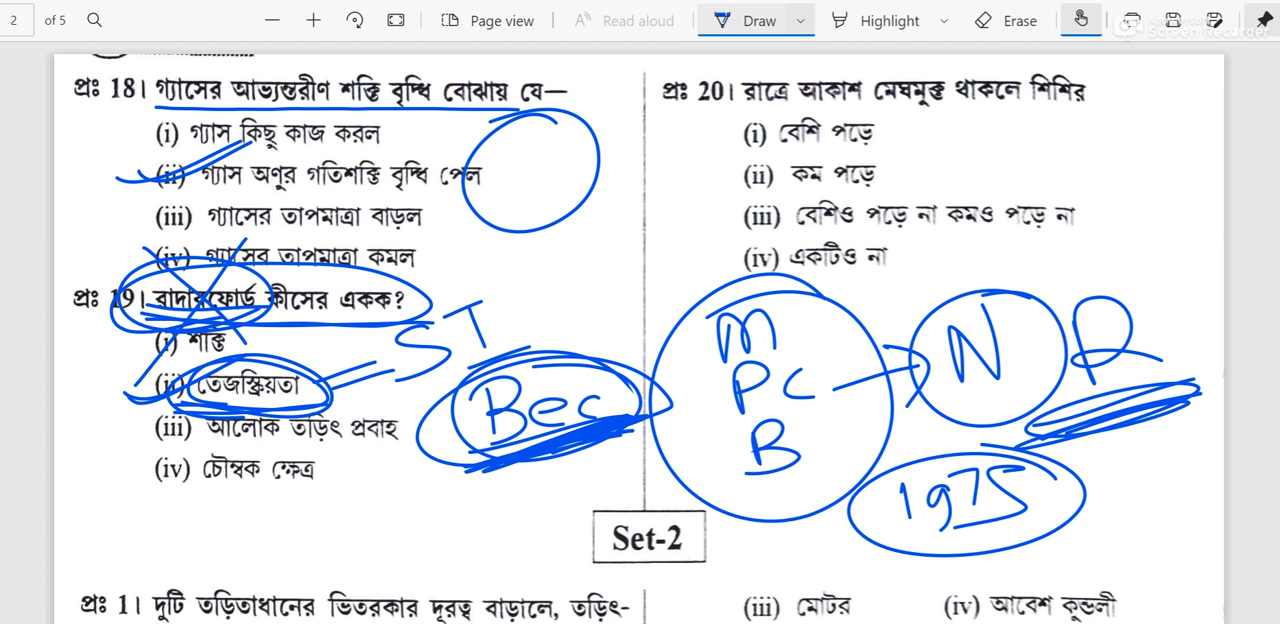 2 of 5 Page view Read aloud Draw Highlight Erase
Screen Recorder
প্রঃ 18। গ্যাসের আভ্যন্তরীণ শক্তি বৃদ্ধি বোঝায় যে—
(i) গ্যাস কিছু কাজ করল
(ii) গ্যাস অণুর গতিশক্তি বৃদ্ধি পেল
(iii) গ্যাসের তাপমাত্রা বাড়ল
(iv) গ্যাসের তাপমাত্রা কমল
প্রঃ 19। রাদারফোর্ড কীসের একক?
(i) শক্তি
(ii) তেজস্ক্রিয়তা
(iii) আলোক তড়িৎ প্রবাহ
(iv) চৌম্বক ক্ষেত্র
SI
Bec
প্রঃ 20। রাত্রে আকাশ মেঘমুক্ত থাকলে শিশির
(i) বেশি পড়ে
(ii) কম পড়ে
(iii) বেশিও পড়ে না কমও পড়ে না
(iv) একটিও না
m
PC
B
N
1975
Set-2
প্রঃ 1। দুটি তড়িতাধানের ভিতরকার দূরত্ব বাড়ালে, তড়িৎ-
(iii) মোটর (iv) আবেশ কুন্ডলী